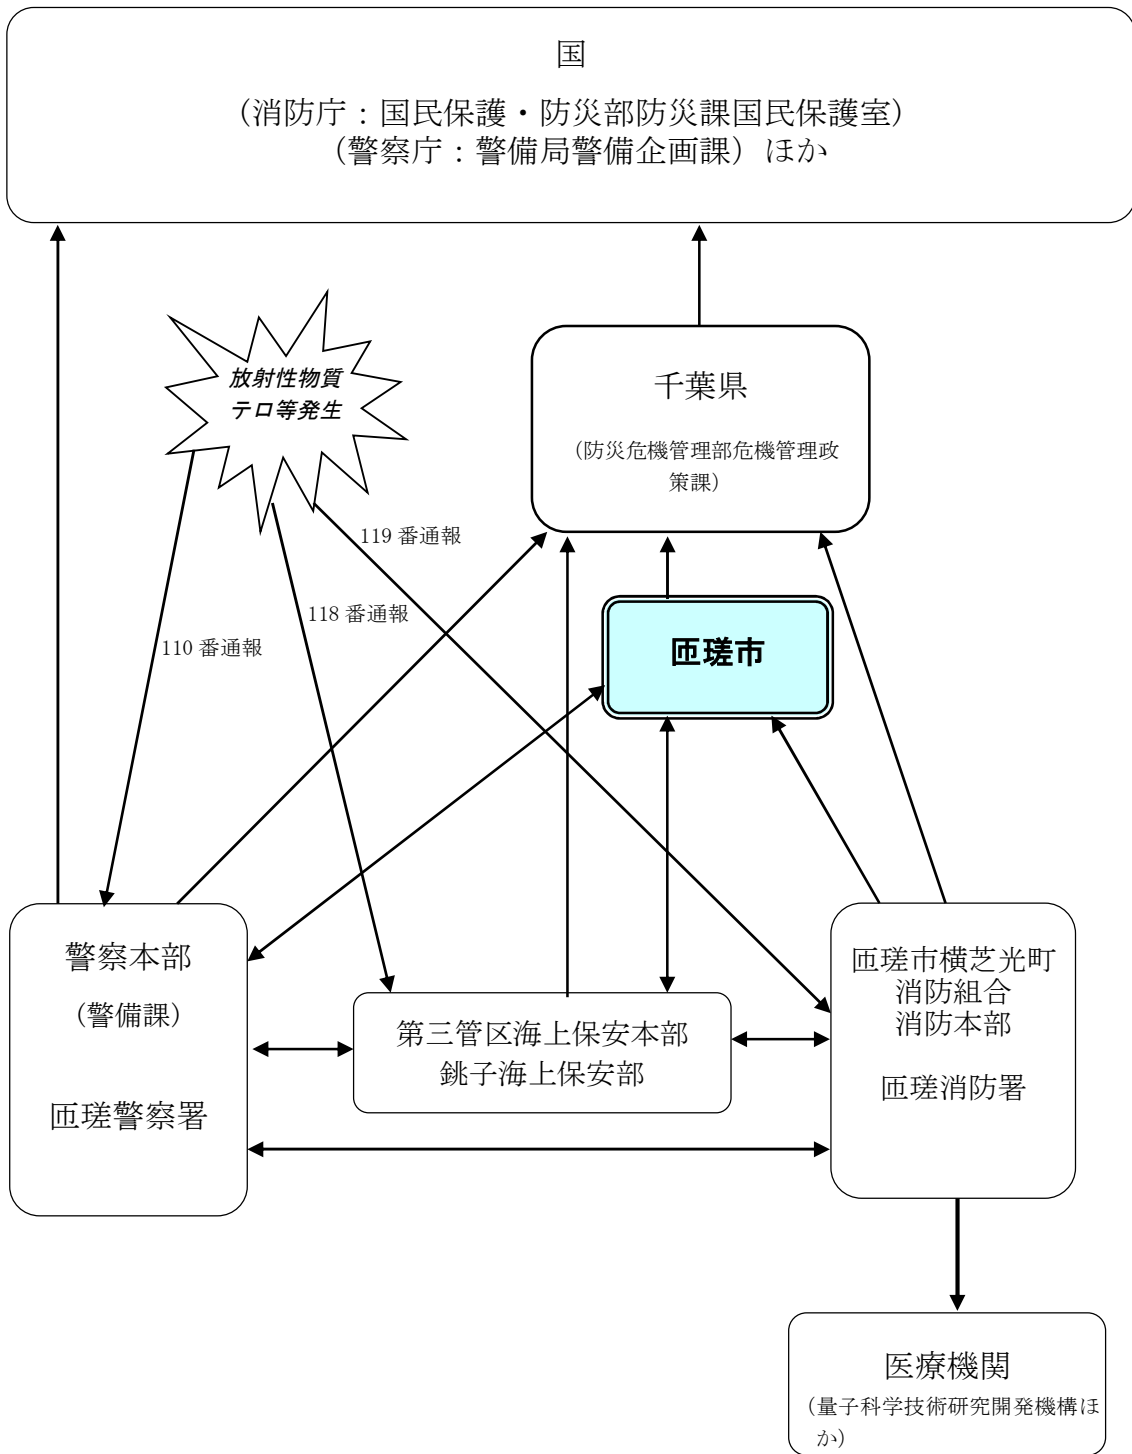 国
（消防庁：国民保護・防災部防災課国民保護室）
（警察庁：警備局警備企画課）ほか
放射性物質
テロ等発生
千葉県
（防災危機管理部危機管理政
策課）
119 番通報
118 番通報
110 番通報
匝瑳市
警察本部
（警備課）
匝瑳警察署
第三管区海上保安本部
銚子海上保安部
匝瑳市横芝光町
消防組合
消防本部
匝瑳消防署
医療機関
（量子科学技術研究開発機構ほ
か）